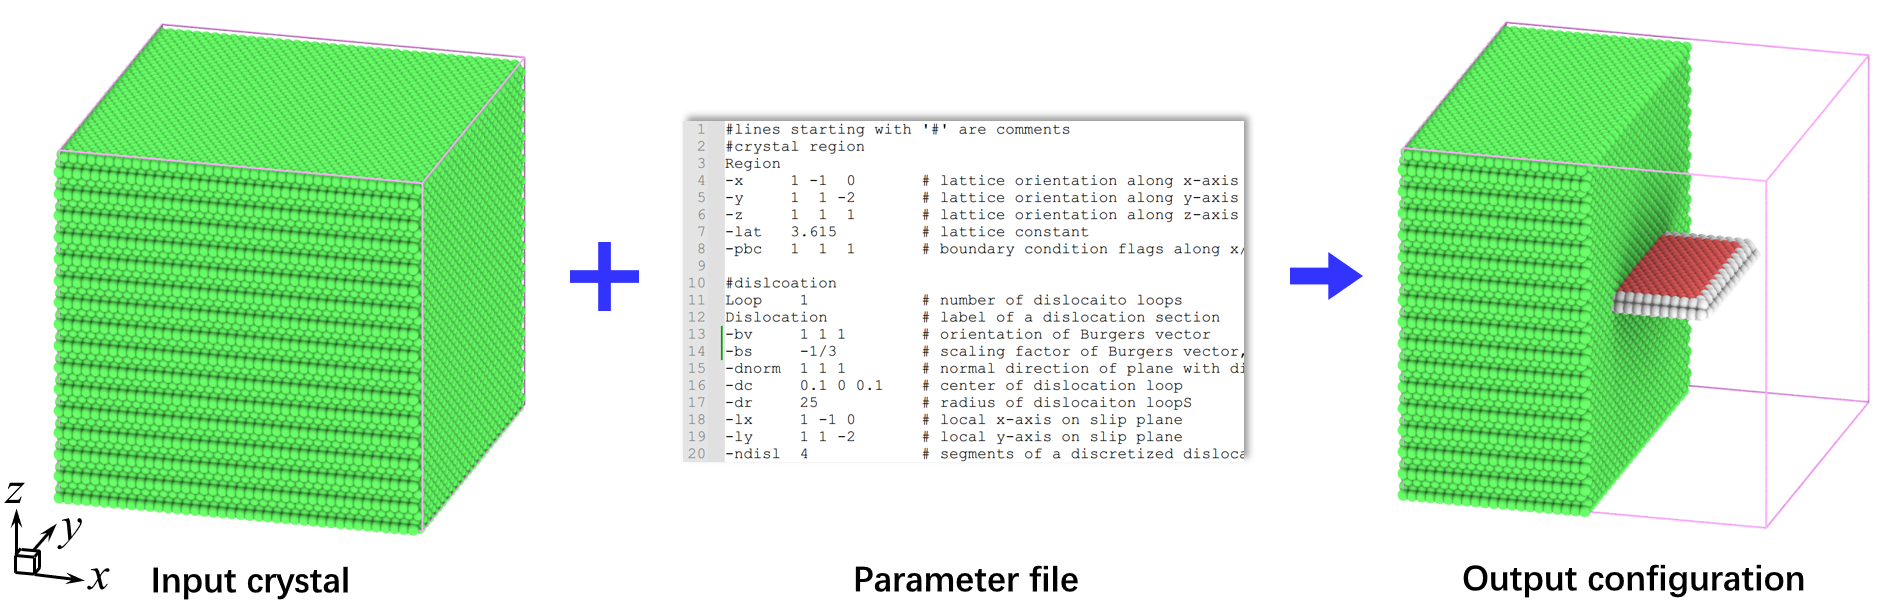 1 #lines starting with '#' are comments
2 #crystal region
3 Region
4 -x 1 -1 0 # lattice orientation along x-axis
5 -y 1 1 -2 # lattice orientation along y-axis
6 -z 1 1 1 # lattice orientation along z-axis
7 -lat 3.615 # lattice constant
8 -pbc 1 1 1 # boundary condition flags along x/
9
10 #dislcoation
11 Loop 1 # number of dislocaito loops
12 Dislocation # label of a dislocation section
13 -bv 1 1 1 # orientation of Burgers vector
14 -bs -1/3 # scaling factor of Burgers vector,
15 -dnorm 1 1 1 # normal direction of plane with di
16 -dc 0.1 0 0.1 # center of dislocation loop
17 -dr 25 # radius of dislocaiton loopS
18 -lx 1 -1 0 # local x-axis on slip plane
19 -ly 1 1 -2 # local y-axis on slip plane
20 -ndisl 4 # segments of a discretized disloca
z
y
x
Input crystal
Parameter file
Output configuration